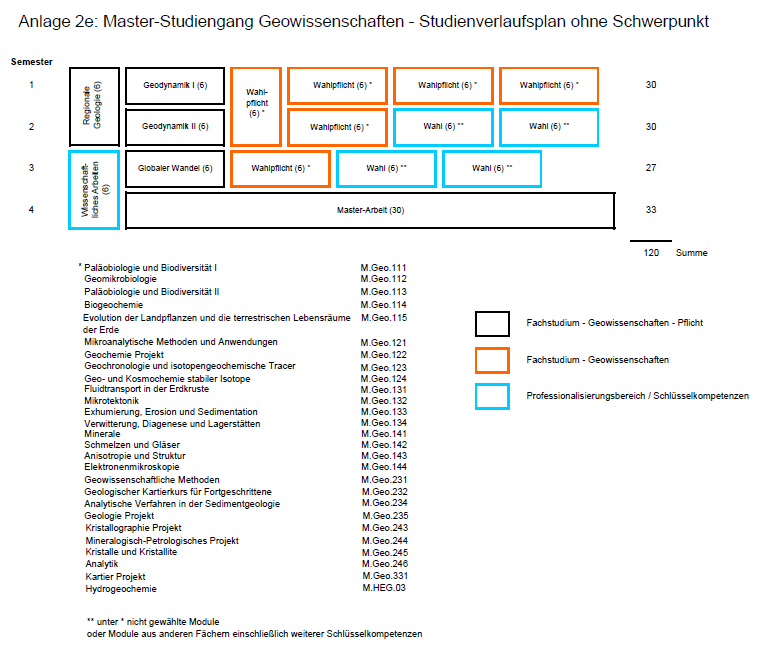 Anlage 2e: Master-Studiengang Geowissenschaften - Studienverlaufsplan ohne Schwerpunkt
Semester
1
Regionale
Geologie (6)
Geodynamik I (6)
Wahl-
pflicht
(6) *
Wahlpflicht (6) *
Wahlpflicht (6) *
Wahlpflicht (6) *
30
2
Geodynamik II (6)
Wahlpflicht (6) *
Wahl (6) **
Wahl (6) **
30
3
Wissenschaft-
liches Arbeiten
(6)
Globaler Wandel (6)
Wahlpflicht (6) *
Wahl (6) **
Wahl (6) **
27
4
Master-Arbeit (30)
33
120 Summe
* Paläobiologie und Biodiversität I M.Geo.111
Geomikrobiologie M.Geo.112
Paläobiologie und Biodiversität II M.Geo.113
Biogeochemie M.Geo.114
Evolution der Landpflanzen und die terrestrischen Lebensräume M.Geo.115
der Erde
Mikroanalytische Methoden und Anwendungen M.Geo.121
Geochemie Projekt M.Geo.122
Geochronologie und isotopengeochemische Tracer M.Geo.123
Geo- und Kosmochemie stabiler Isotope M.Geo.124
Fluidtransport in der Erdkruste M.Geo.131
Mikrotektonik M.Geo.132
Exhumierung, Erosion und Sedimentation M.Geo.133
Verwitterung, Diagenese und Lagerstätten M.Geo.134
Minerale M.Geo.141
Schmelzen und Gläser M.Geo.142
Anisotropie und Struktur M.Geo.143
Elektronenmikroskopie M.Geo.144
Geowissenschaftliche Methoden M.Geo.231
Geologischer Kartierkurs für Fortgeschrittene M.Geo.232
Analytische Verfahren in der Sedimentgeologie M.Geo.234
Geologie Projekt M.Geo.235
Kristallographie Projekt M.Geo.243
Mineralogisch-Petrologisches Projekt M.Geo.244
Kristalle und Kristallite M.Geo.245
Analytik M.Geo.246
Kartier Projekt M.Geo.331
Hydrogeochemie M.HEG.03
Fachstudium - Geowissenschaften - Pflicht
Fachstudium - Geowissenschaften
Professionalisierungsbereich / Schlüsselkompetenzen
** unter * nicht gewählte Module
oder Module aus anderen Fächern einschließlich weiterer Schlüsselkompetenzen